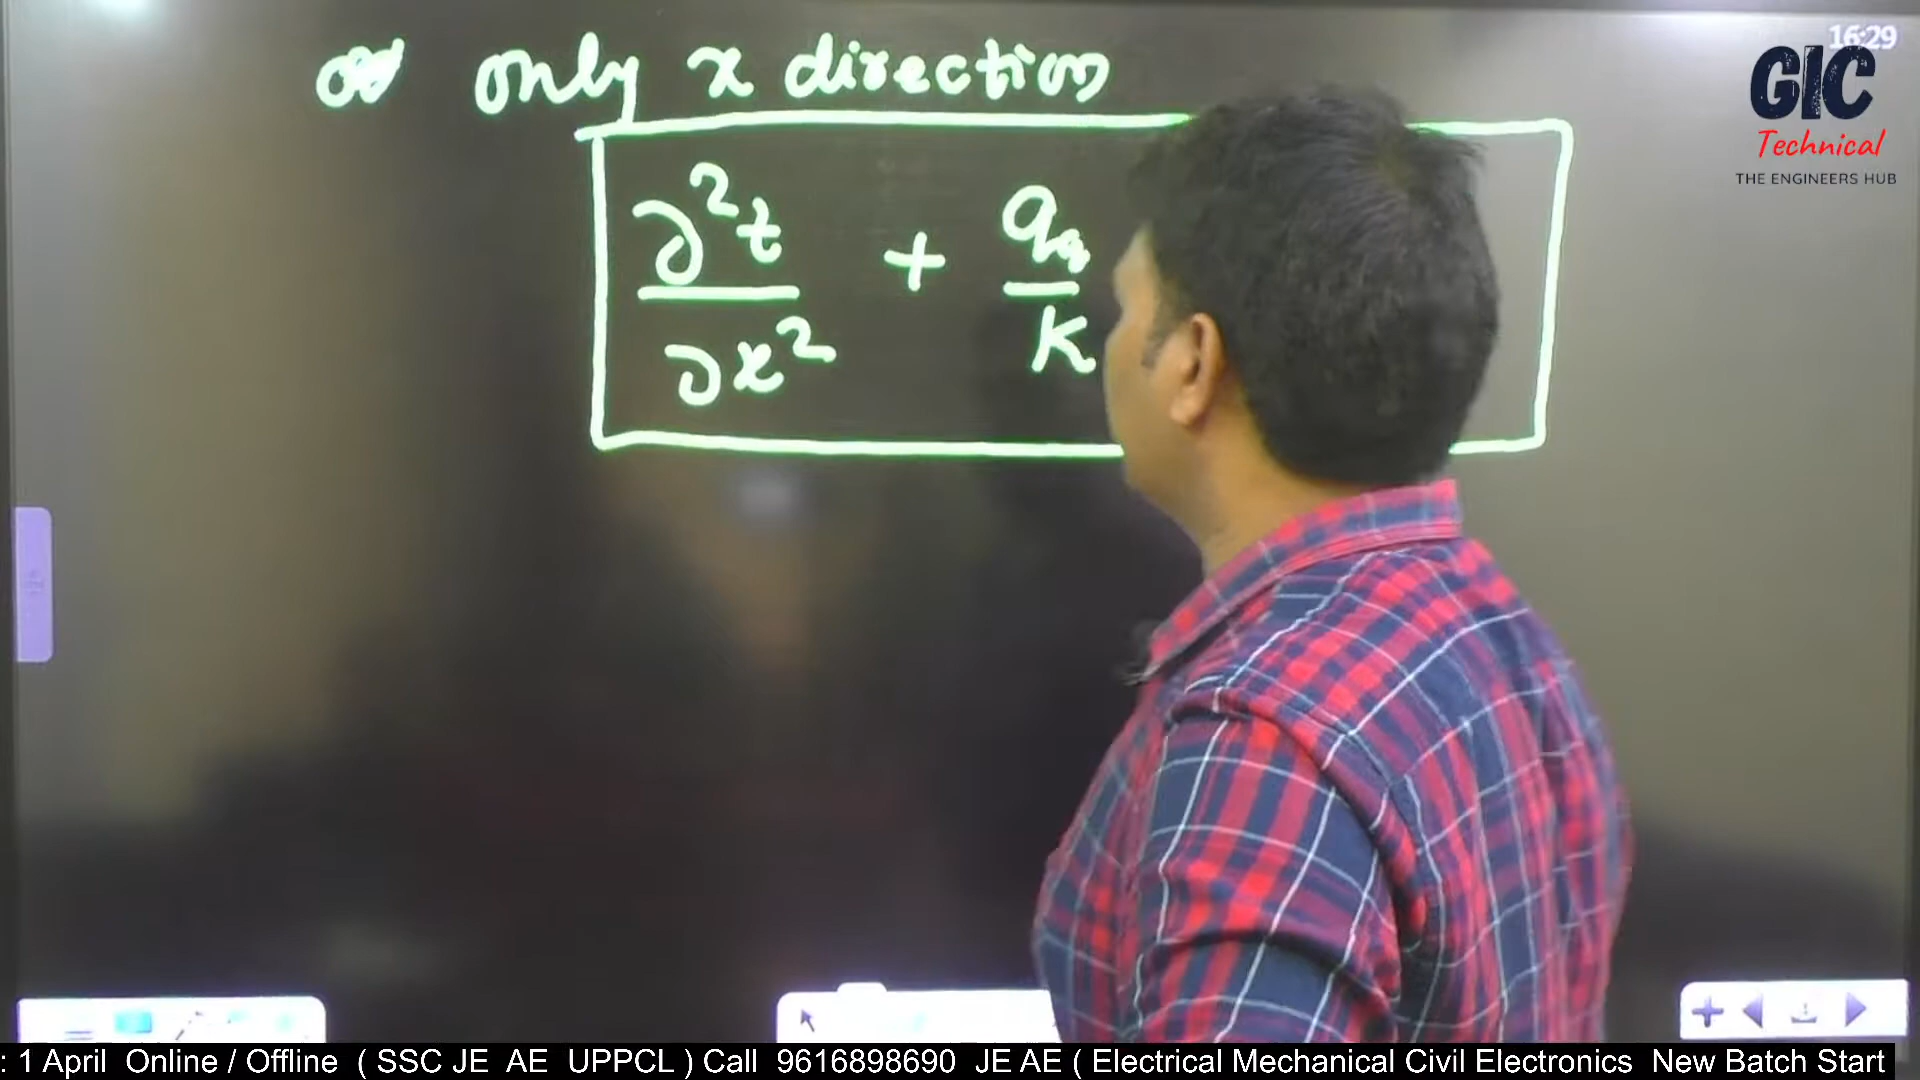 only x direction
16:29
GIC
Technical
THE ENGINEERS HUB
∂²t/∂x² + q_g/K
: 1 April Online / Offline ( SSC JE AE UPPCL ) Call 9616898690 JE AE ( Electrical Mechanical Civil Electronics New Batch Start